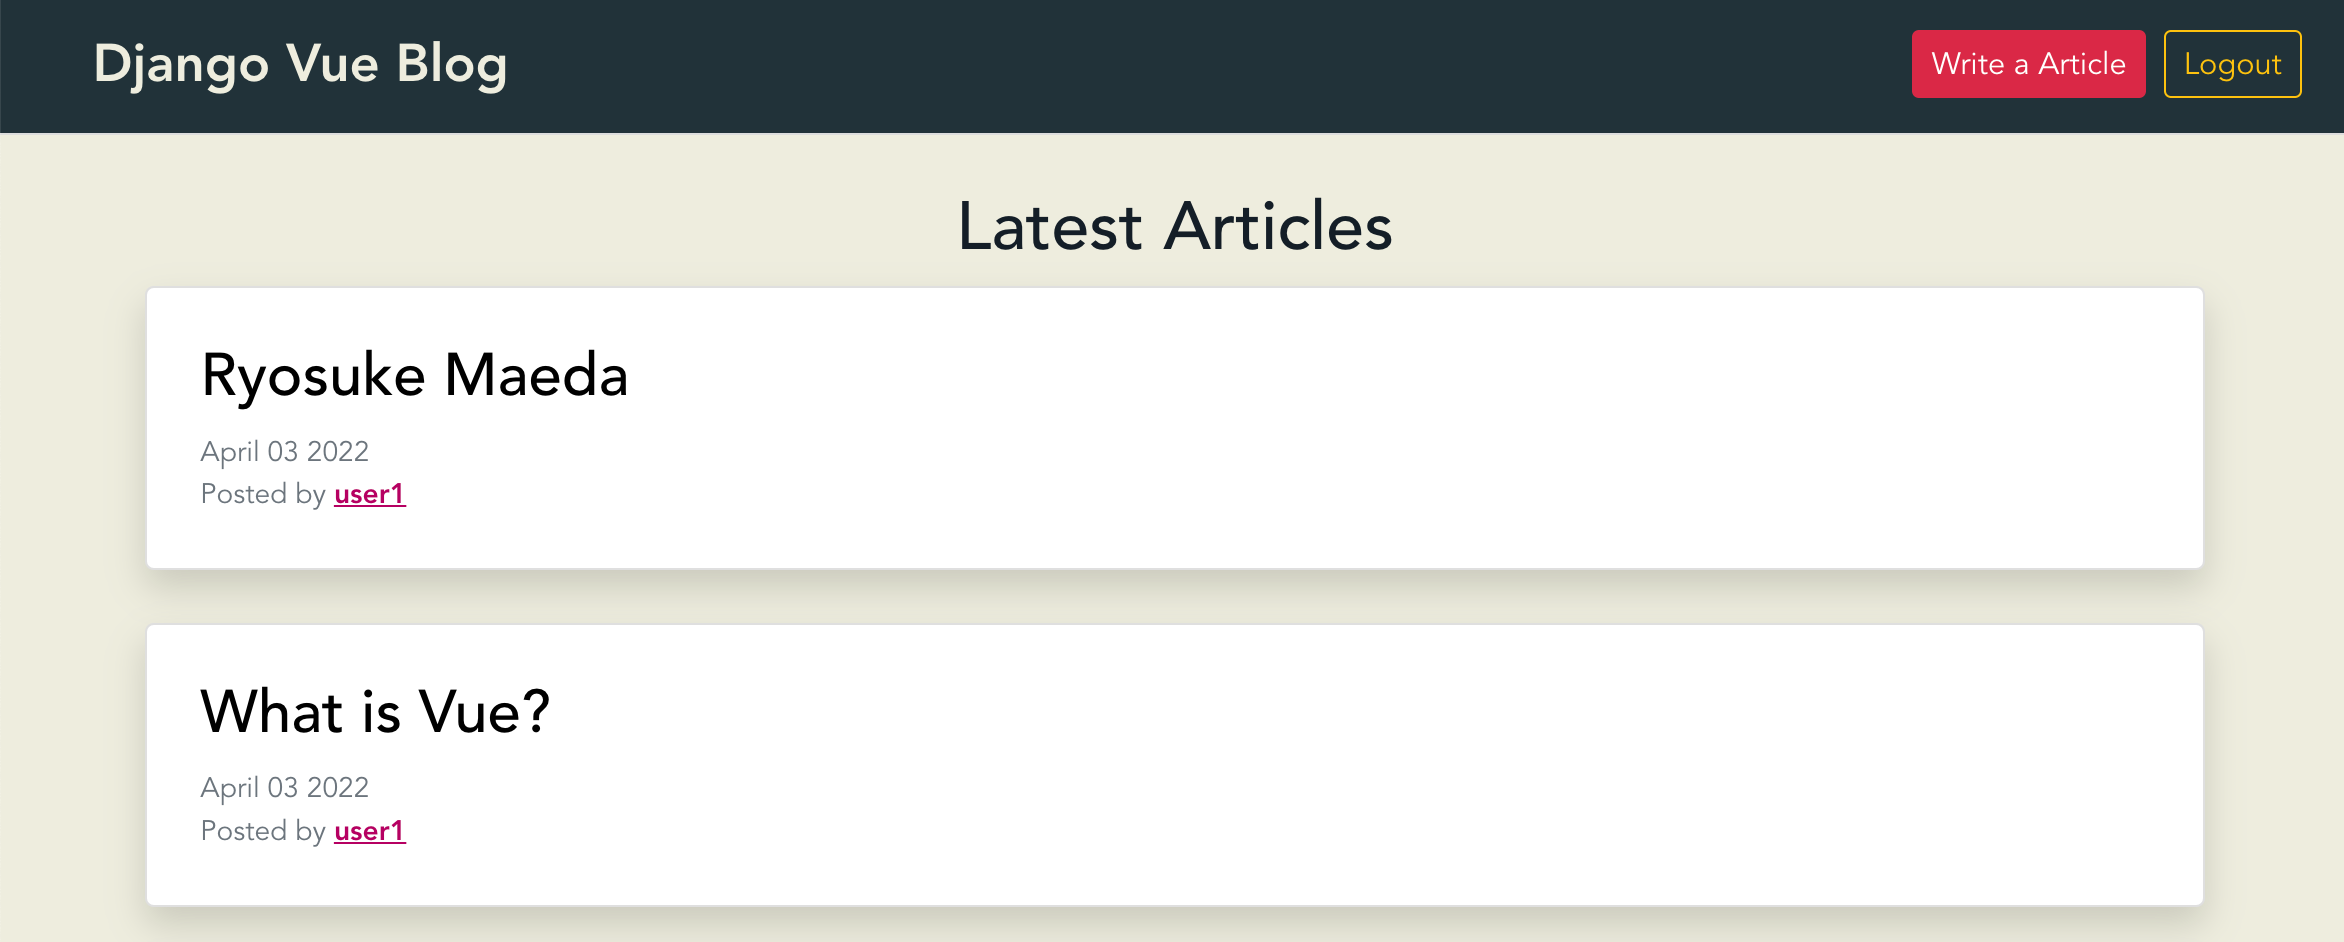 Django Vue Blog
Write a Article
Logout
Latest Articles
Ryosuke Maeda
April 03 2022
Posted by user1
What is Vue?
April 03 2022
Posted by user1